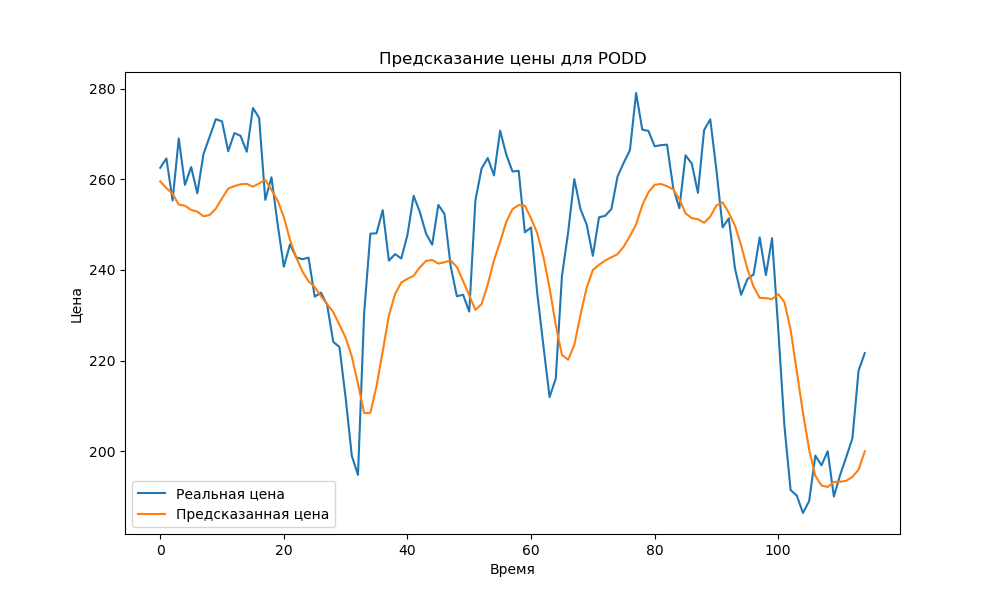 Предсказание цены для PODD
Цена
280
260
240
220
200
Реальная цена
Предсказанная цена
0 20 40 60 80 100
Время